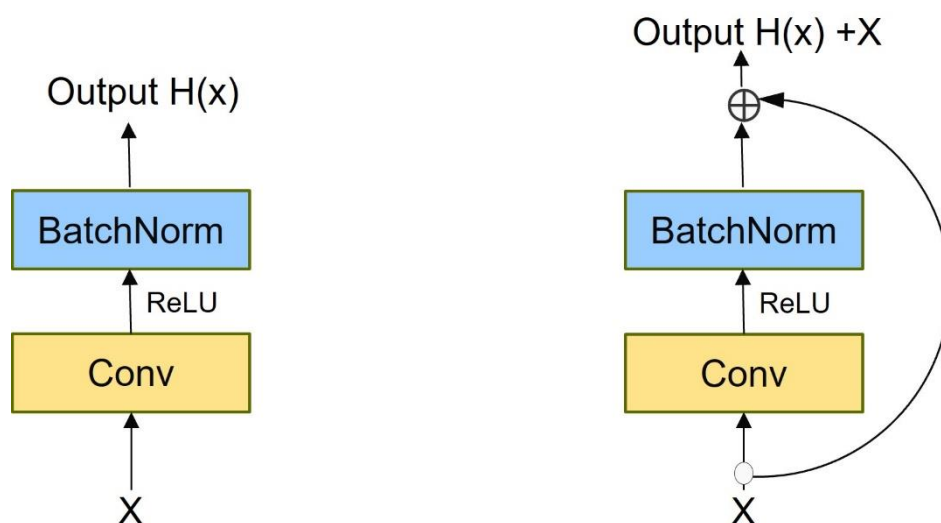 Output H(x)
BatchNorm
ReLU
Conv
X
Output H(x) +X
BatchNorm
ReLU
Conv
X